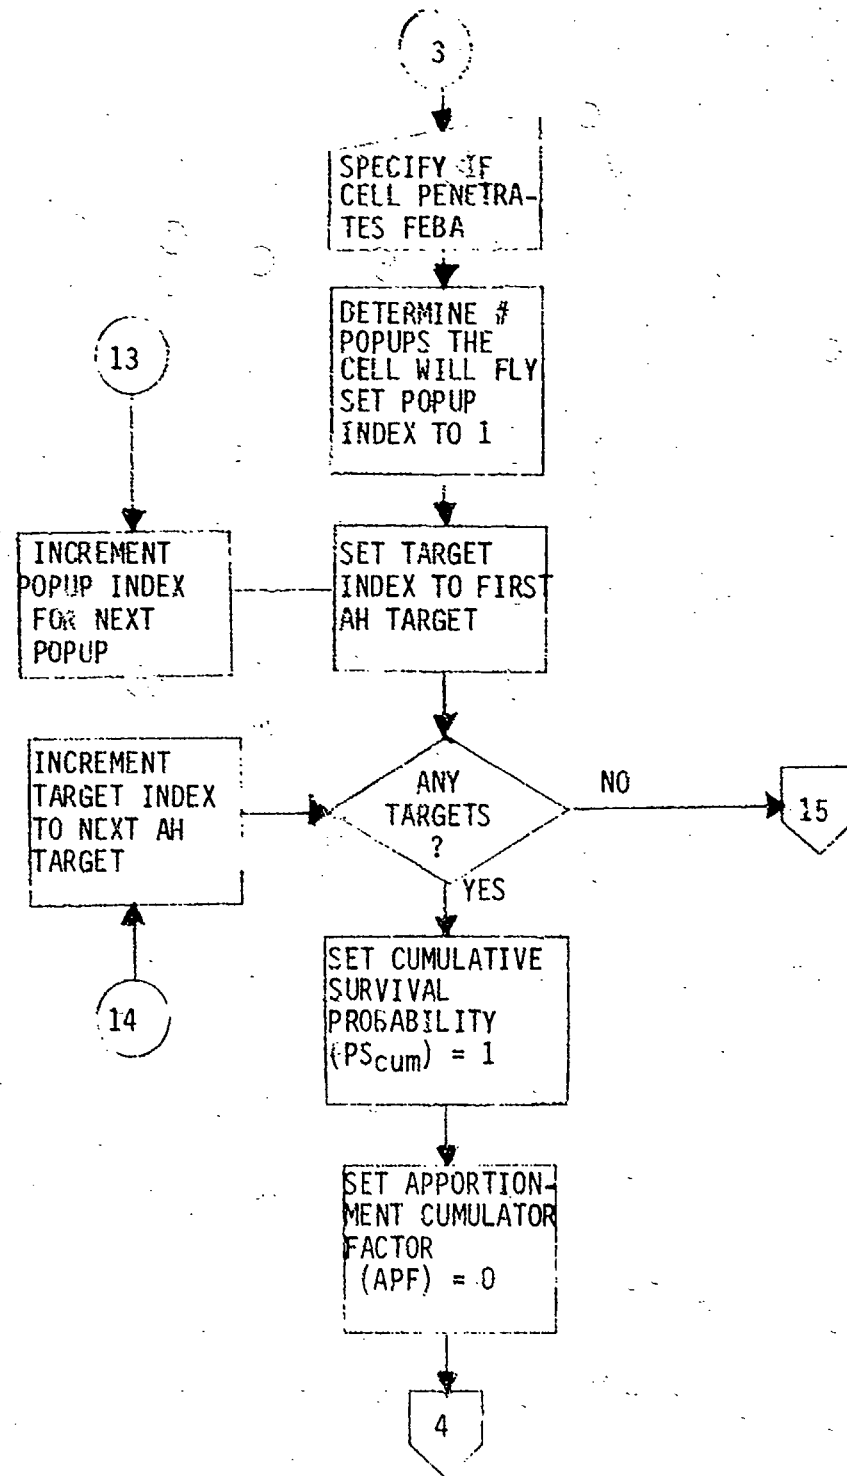 3
SPECIFY IF
CELL PENETRA-
TES FEBA
DETERMINE #
POPUPS THE
CELL WILL FLY
SET POPUP
INDEX TO 1
13
INCREMENT
POPUP INDEX
FOR NEXT
POPUP
SET TARGET
INDEX TO FIRST
AH TARGET
INCREMENT
TARGET INDEX
TO NEXT AH
TARGET
ANY
TARGETS
?
NO
15
YES
14
SET CUMULATIVE
SURVIVAL
PROBABILITY
(PScum) = 1
SET APPORTION-
MENT CUMULATOR
FACTOR
(APF) = 0
4